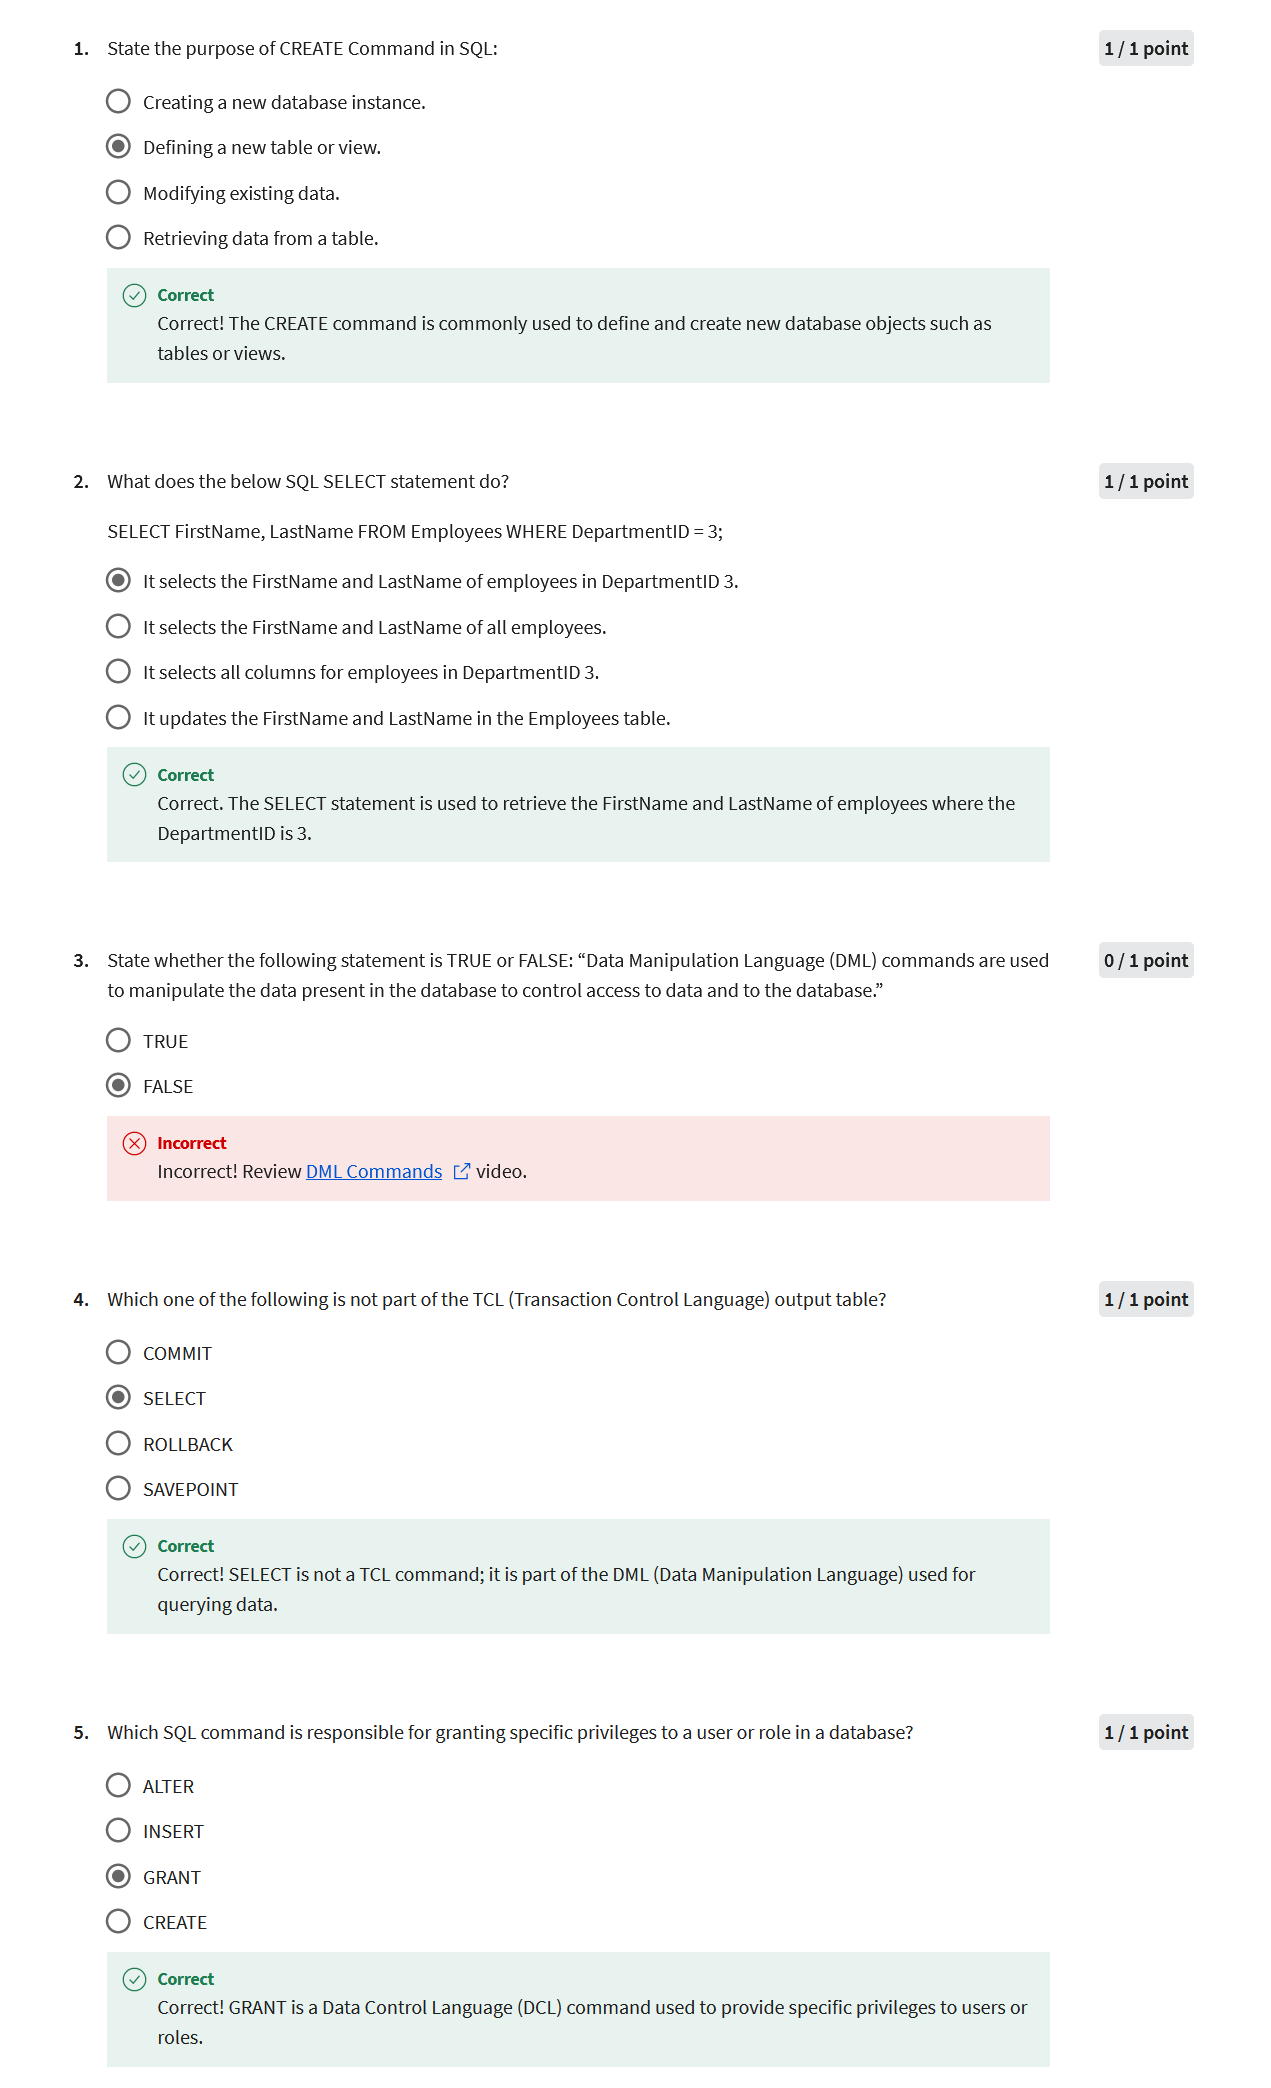 1. State the purpose of CREATE Command in SQL:
1 / 1 point
Creating a new database instance.
Defining a new table or view.
Modifying existing data.
Retrieving data from a table.
Correct
Correct! The CREATE command is commonly used to define and create new database objects such as
tables or views.
2. What does the below SQL SELECT statement do?
1 / 1 point
SELECT FirstName, LastName FROM Employees WHERE DepartmentID = 3;
It selects the FirstName and LastName of employees in DepartmentID 3.
It selects the FirstName and LastName of all employees.
It selects all columns for employees in DepartmentID 3.
It updates the FirstName and LastName in the Employees table.
Correct
Correct. The SELECT statement is used to retrieve the FirstName and LastName of employees where the
DepartmentID is 3.
3. State whether the following statement is TRUE or FALSE: “Data Manipulation Language (DML) commands are used
0 / 1 point
to manipulate the data present in the database to control access to data and to the database.”
TRUE
FALSE
Incorrect
Incorrect! Review DML Commands video.
4. Which one of the following is not part of the TCL (Transaction Control Language) output table?
1 / 1 point
COMMIT
SELECT
ROLLBACK
SAVEPOINT
Correct
Correct! SELECT is not a TCL command; it is part of the DML (Data Manipulation Language) used for
querying data.
5. Which SQL command is responsible for granting specific privileges to a user or role in a database?
1 / 1 point
ALTER
INSERT
GRANT
CREATE
Correct
Correct! GRANT is a Data Control Language (DCL) command used to provide specific privileges to users or
roles.